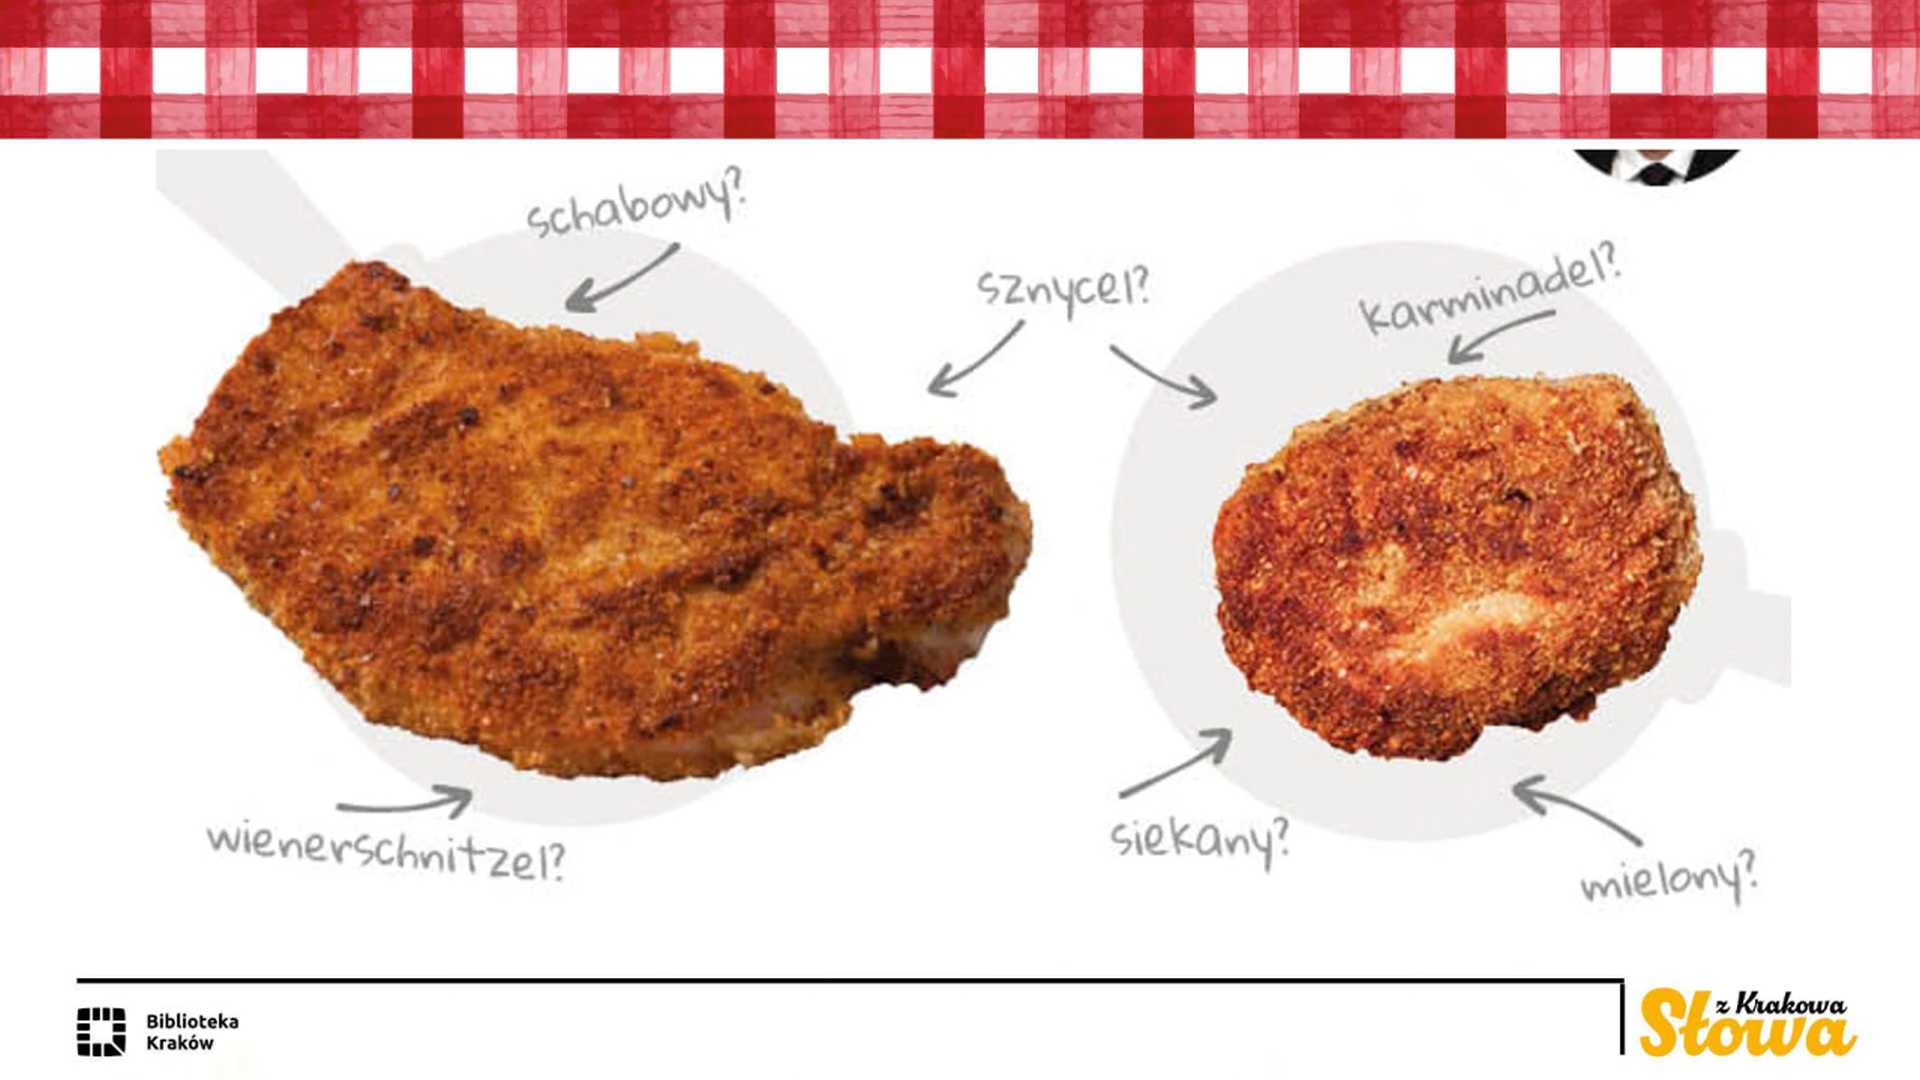 schabowy?
sznycel?
karminadel?
wienerschnitzel?
siekany?
mielony?
Biblioteka
Kraków
z Krakowa
Słowa